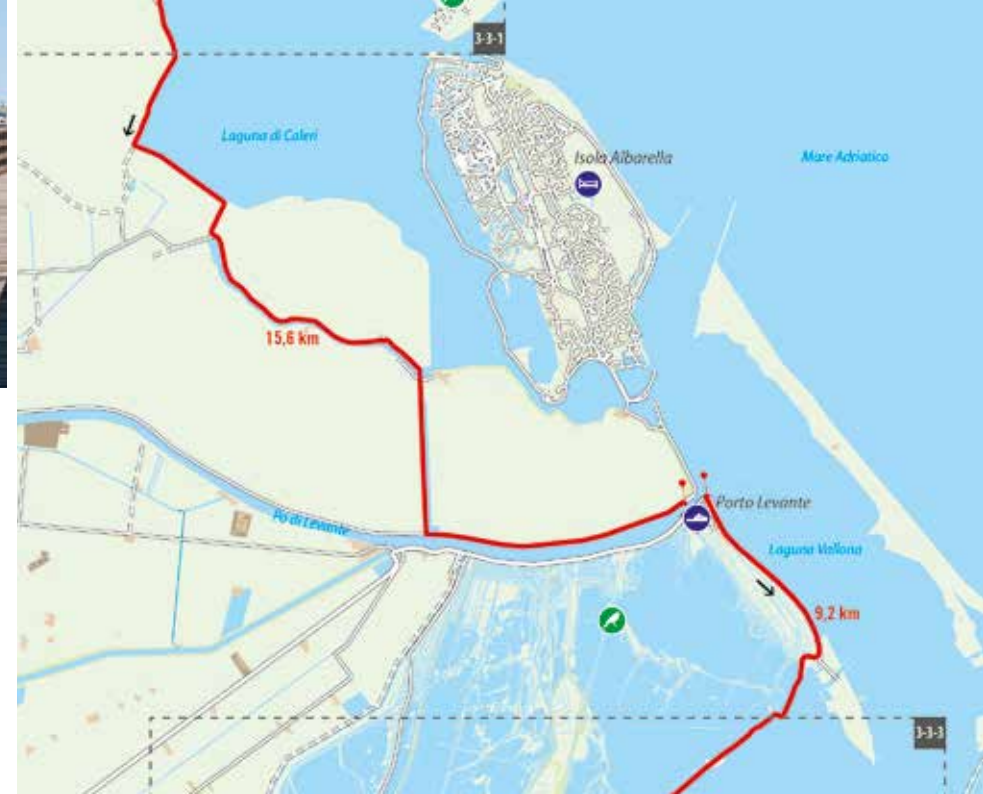 3-3-1
Laguna di Caleri
Isola Albarella
Mare Adriatico
15,6 km
Porto Levante
Po di Levante
Laguna Vallona
9,2 km
3-3-3